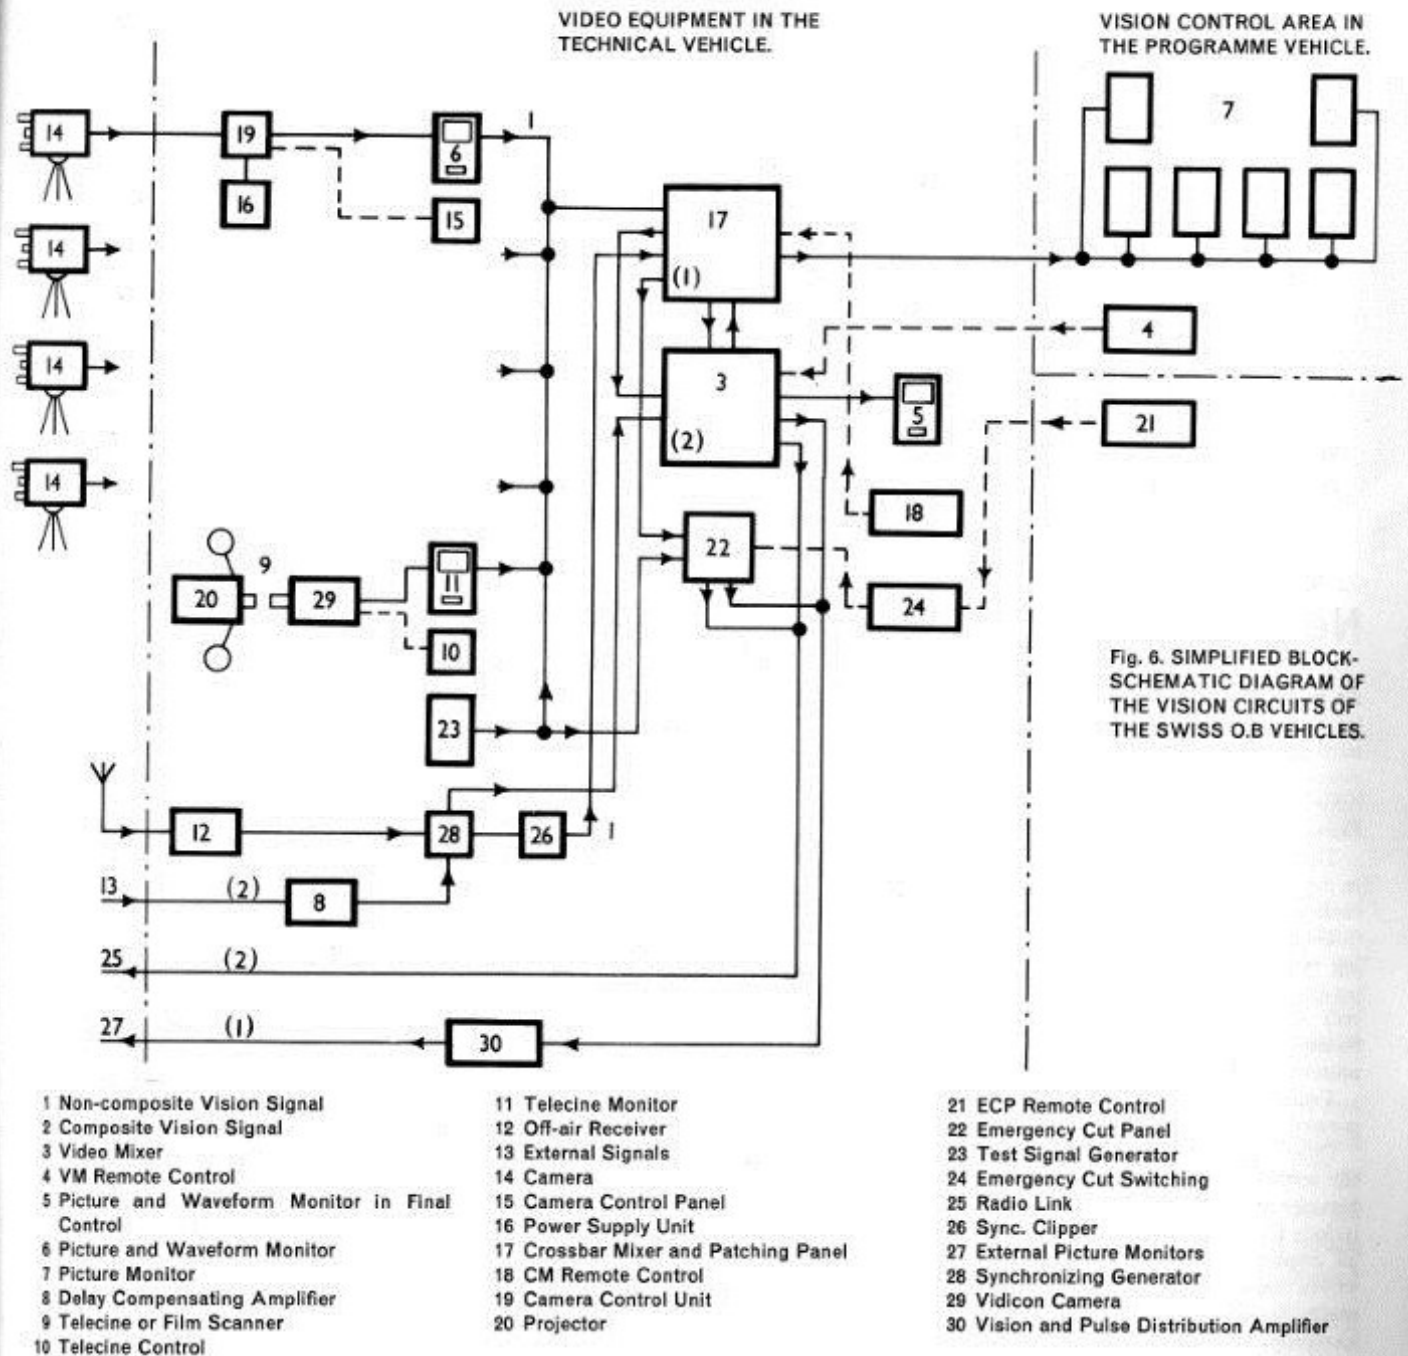 VIDEO EQUIPMENT IN THE
TECHNICAL VEHICLE.
VISION CONTROL AREA IN
THE PROGRAMME VEHICLE.
7
14
19
6
1
16
15
17
(1)
14
4
14
3
(2)
5
21
14
18
22
9
20
29
11
24
10
23
Fig. 6. SIMPLIFIED BLOCK-
SCHEMATIC DIAGRAM OF
THE VISION CIRCUITS OF
THE SWISS O.B VEHICLES.
12
28
26
1
13
(2)
8
25
(2)
27
(1)
30
1 Non-composite Vision Signal
2 Composite Vision Signal
3 Video Mixer
4 VM Remote Control
5 Picture and Waveform Monitor in Final
Control
6 Picture and Waveform Monitor
7 Picture Monitor
8 Delay Compensating Amplifier
9 Telecine or Film Scanner
10 Telecine Control
11 Telecine Monitor
12 Off-air Receiver
13 External Signals
14 Camera
15 Camera Control Panel
16 Power Supply Unit
17 Crossbar Mixer and Patching Panel
18 CM Remote Control
19 Camera Control Unit
20 Projector
21 ECP Remote Control
22 Emergency Cut Panel
23 Test Signal Generator
24 Emergency Cut Switching
25 Radio Link
26 Sync. Clipper
27 External Picture Monitors
28 Synchronizing Generator
29 Vidicon Camera
30 Vision and Pulse Distribution Amplifier